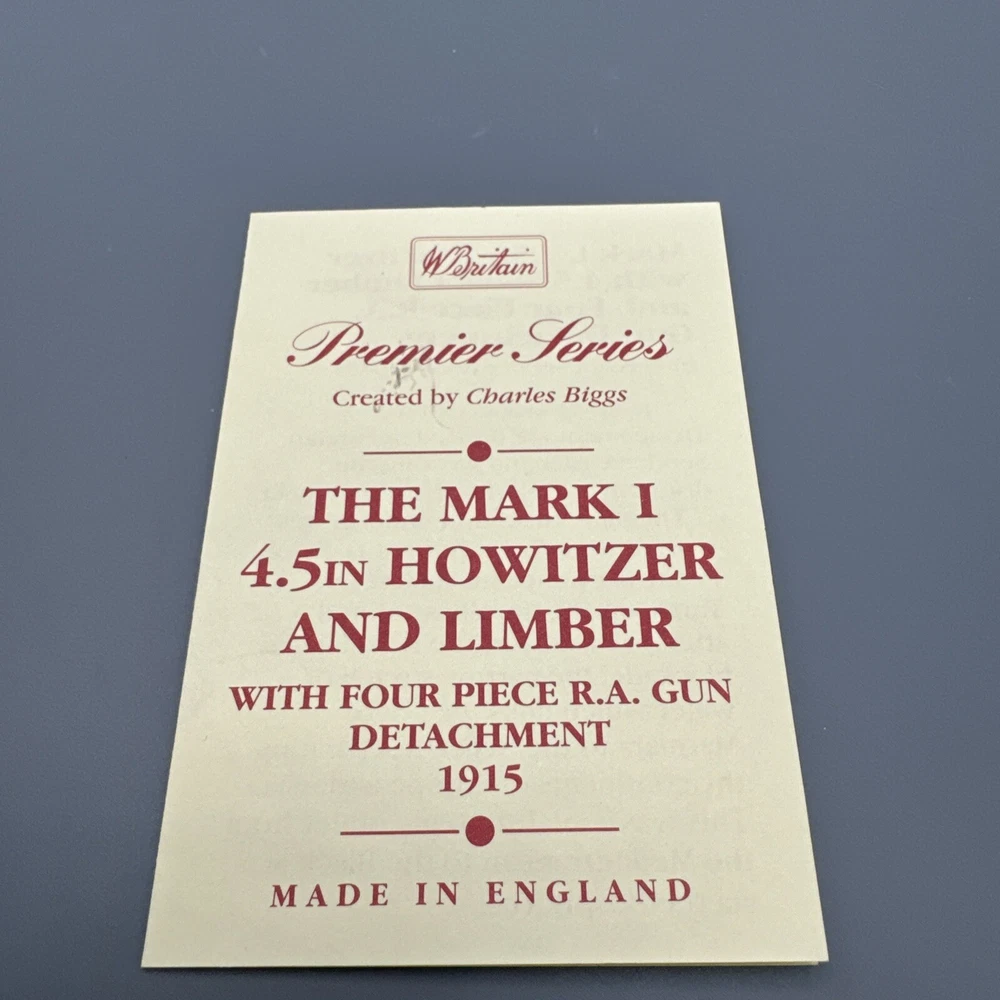 WBritain
Premier Series
Created by Charles Biggs
THE MARK I
4.5IN HOWITZER
AND LIMBER
WITH FOUR PIECE R.A. GUN
DETACHMENT
1915
MADE IN ENGLAND